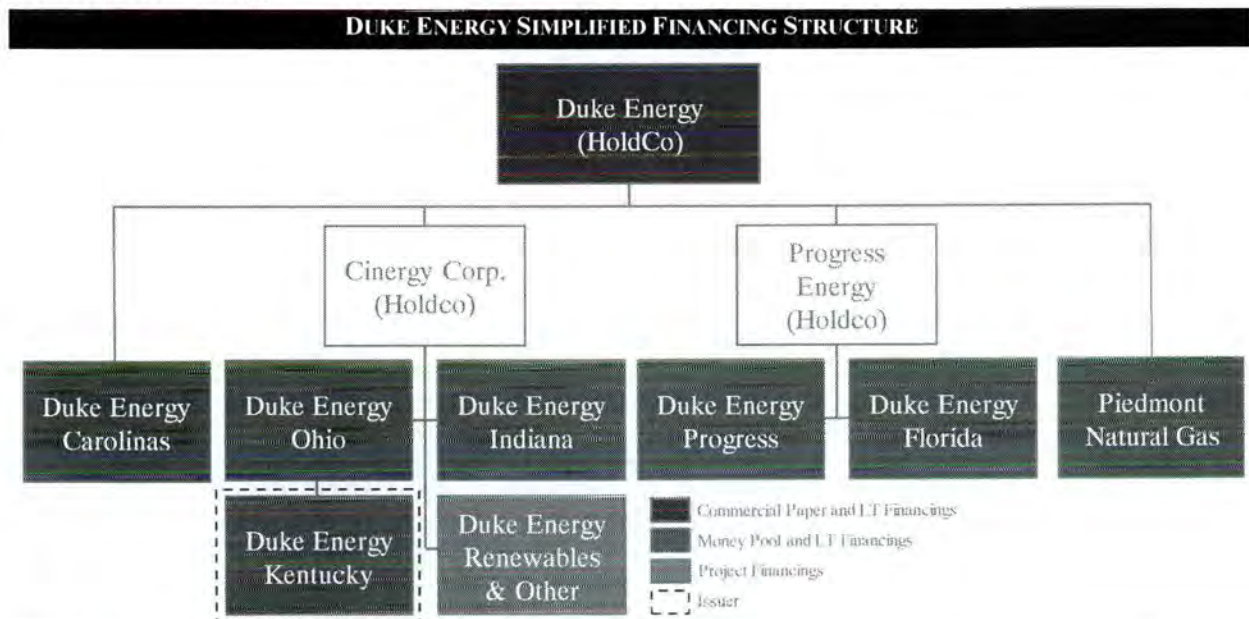 DUKE ENERGY SIMPLIFIED FINANCING STRUCTURE
Duke Energy
(HoldCo)
Cinergy Corp.
(Holdco)
Progress
Energy
(Holdco)
Duke Energy
Carolinas
Duke Energy
Ohio
Duke Energy
Indiana
Duke Energy
Progress
Duke Energy
Florida
Piedmont
Natural Gas
Duke Energy
Kentucky
Duke Energy
Renewables
& Other
Commercial Paper and LT Financings
Money Pool and LT Financings
Project Financings
Issuer